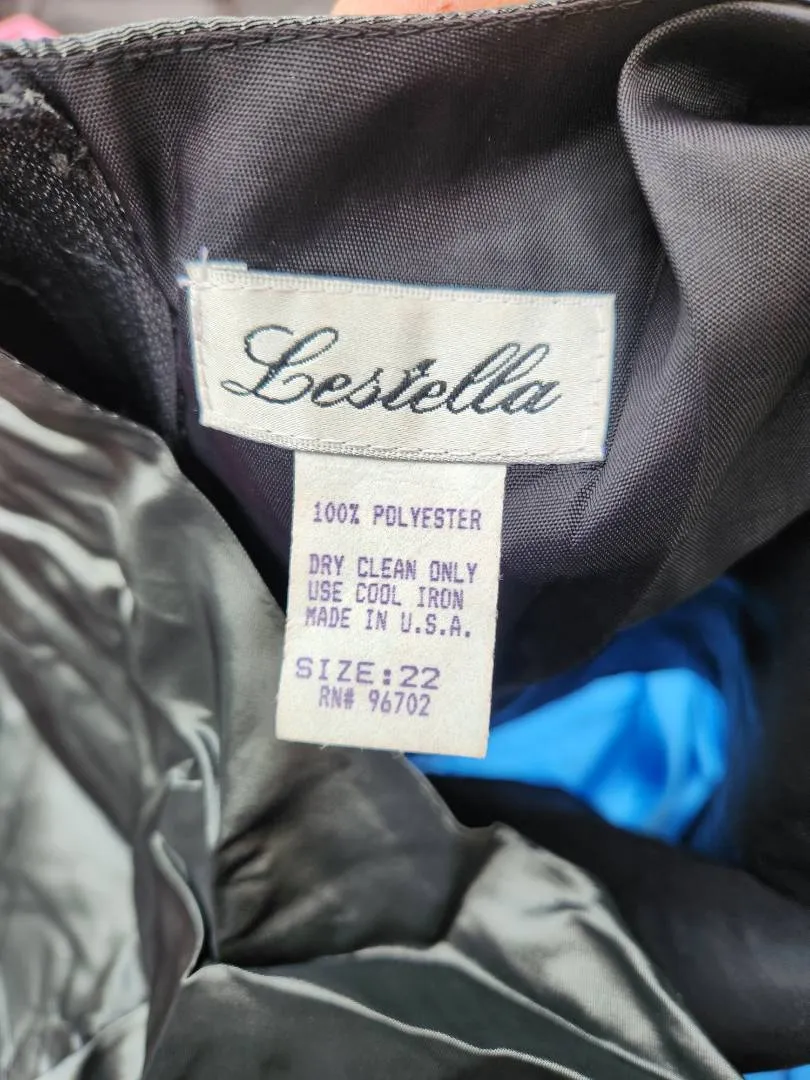 Lestella
100% POLYESTER
DRY CLEAN ONLY
USE COOL IRON
MADE IN U.S.A.
SIZE:22
RN# 96702